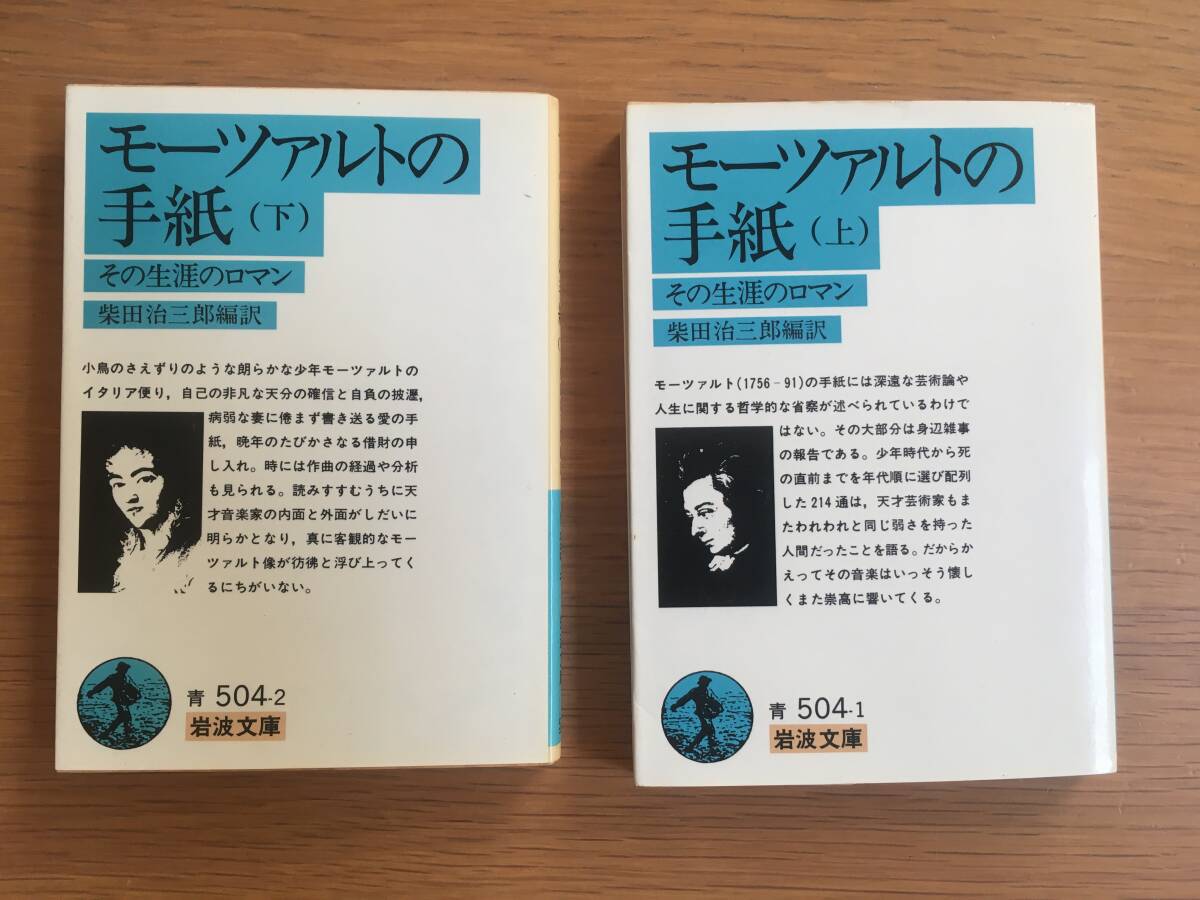 モーツァルトの
手紙(下)
その生涯のロマン
柴田治三郎編訳
小鳥のさえずりのような朗らかな少年モーツァルトの
イタリア便り，自己の非凡な天分の確信と自負の披瀝，
病弱な妻に倦まず書き送る愛の手
紙，晩年のたびかさなる借財の申
し入れ。時には作曲の経過や分析
も見られる。読みすすむうちに天
才音楽家の内面と外面がしだいに
明らかとなり，真に客観的なモー
ツァルト像が彷彿と浮び上ってく
るにちがいない。
青 504-2
岩波文庫
モーツァルトの
手紙(上)
その生涯のロマン
柴田治三郎編訳
モーツァルト(1756-91)の手紙には深遠な芸術論や
人生に関する哲学的な省察が述べられているわけで
はない。その大部分は身辺雑事
の報告である。少年時代から死
の直前までを年代順に選び配列
した214通は，天才芸術家もま
たわれわれと同じ弱さを持った
人間だったことを語る。だからか
えってその音楽はいっそう懐し
くまた崇高に響いてくる。
青 504-1
岩波文庫